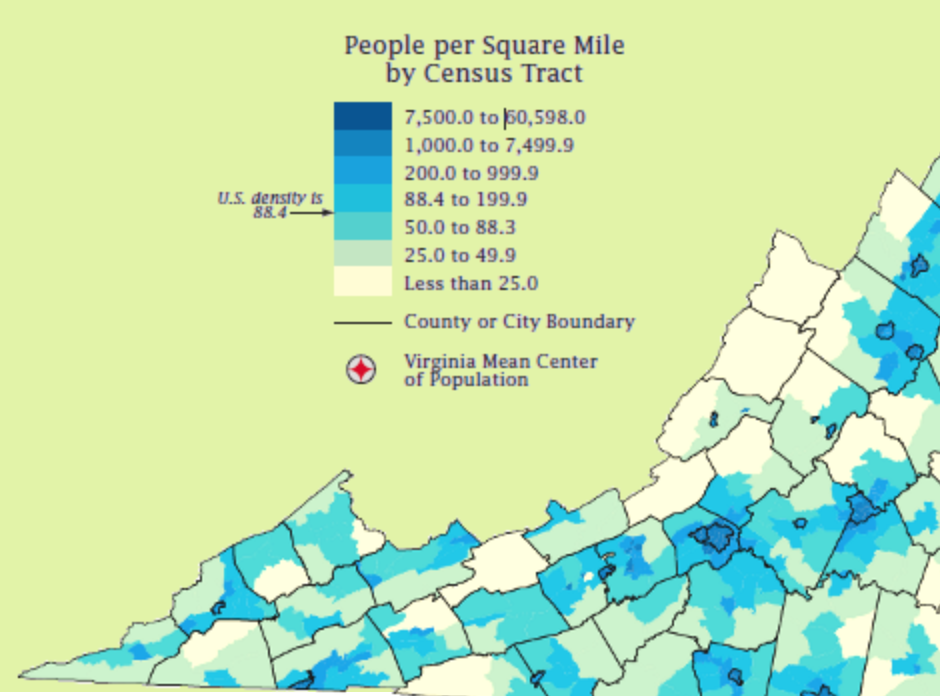 People per Square Mile
by Census Tract
7,500.0 to 60,598.0
1,000.0 to 7,499.9
200.0 to 999.9
U.S. density is
88.4
88.4 to 199.9
50.0 to 88.3
25.0 to 49.9
Less than 25.0
County or City Boundary
Virginia Mean Center
of Population